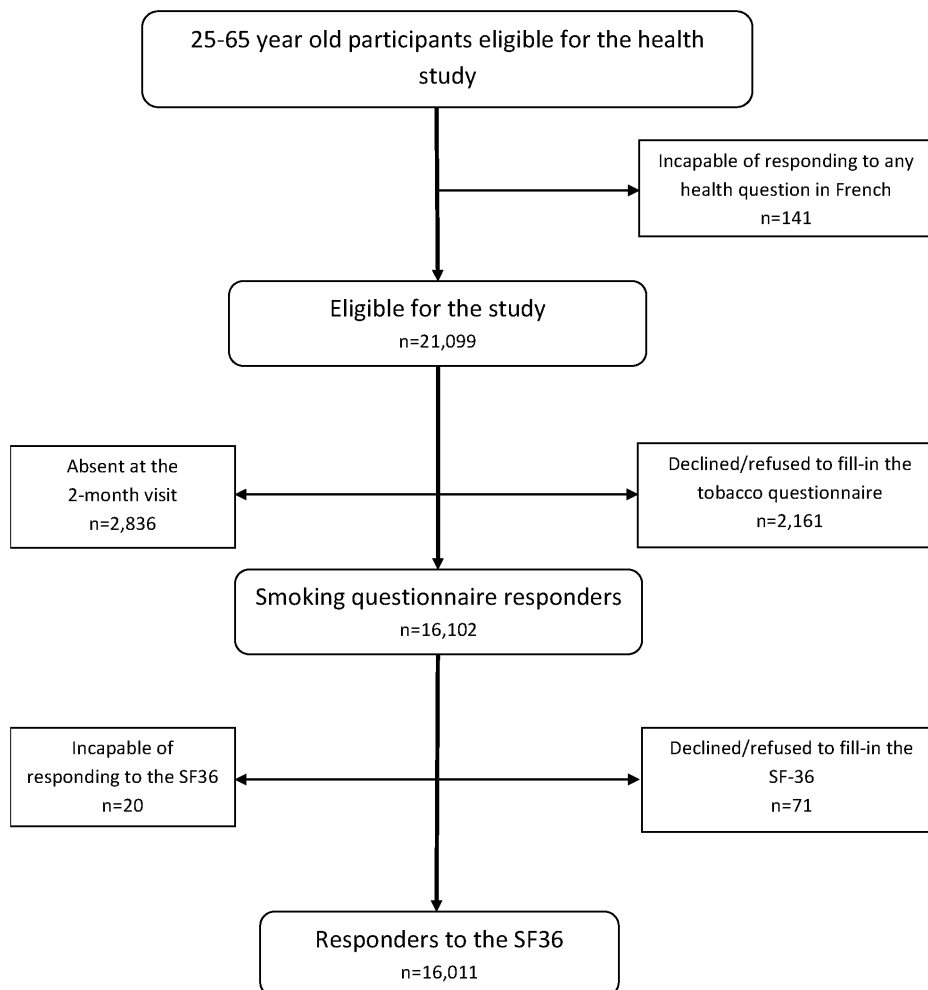 25-65 year old participants eligible for the health
study
Incapable of responding to any
health question in French
n=141
Eligible for the study
n=21,099
Absent at the
2-month visit
n=2,836
Declined/refused to fill-in the
tobacco questionnaire
n=2,161
Smoking questionnaire responders
n=16,102
Incapable of
responding to the SF36
n=20
Declined/refused to fill-in the
SF-36
n=71
Responders to the SF36
n=16,011